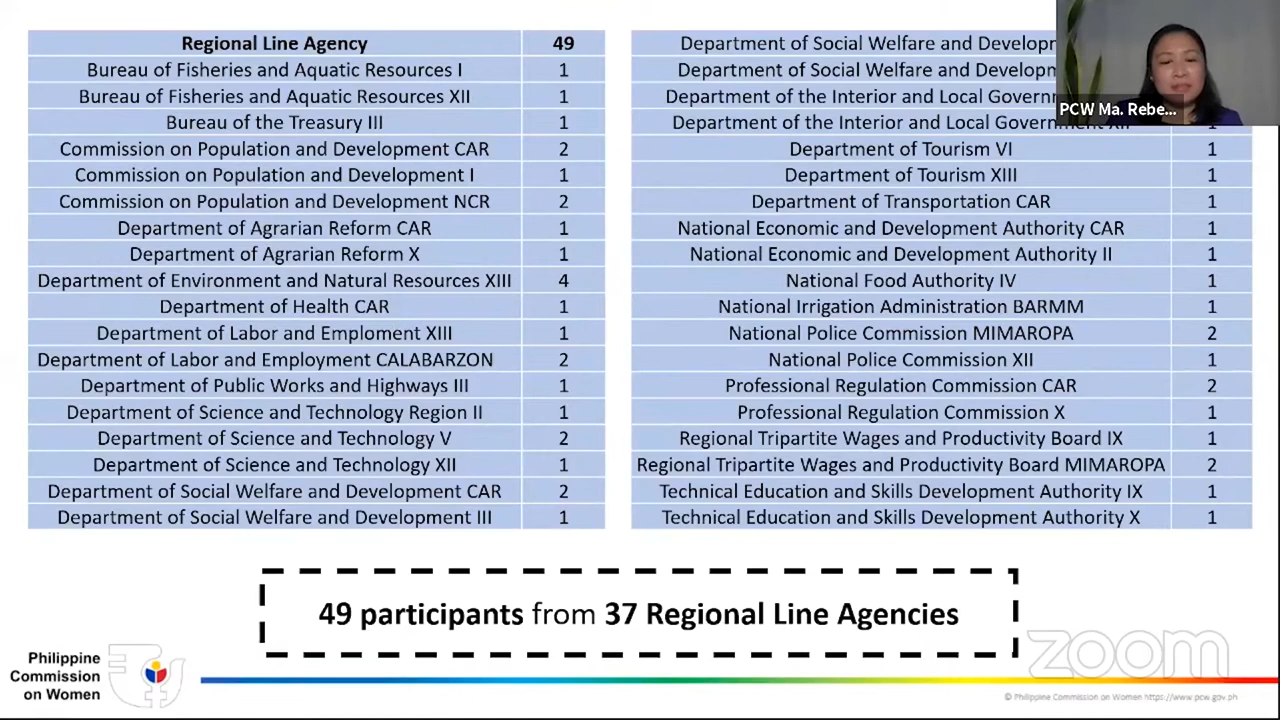 Regional Line Agency 49
Bureau of Fisheries and Aquatic Resources I 1
Bureau of Fisheries and Aquatic Resources XII 1
Bureau of the Treasury III 1
Commission on Population and Development CAR 2
Commission on Population and Development I 1
Commission on Population and Development NCR 2
Department of Agrarian Reform CAR 1
Department of Agrarian Reform X 1
Department of Environment and Natural Resources XIII 4
Department of Health CAR 1
Department of Labor and Emploment XIII 1
Department of Labor and Employment CALABARZON 2
Department of Public Works and Highways III 1
Department of Science and Technology Region II 1
Department of Science and Technology V 2
Department of Science and Technology XII 1
Department of Social Welfare and Development CAR 2
Department of Social Welfare and Development III 1
Department of Social Welfare and Developm
Department of Social Welfare and Developm
Department of the Interior and Local Governm
Department of the Interior and Local Government XII 1
Department of Tourism VI 1
Department of Tourism XIII 1
Department of Transportation CAR 1
National Economic and Development Authority CAR 1
National Economic and Development Authority II 1
National Food Authority IV 1
National Irrigation Administration BARMM 1
National Police Commission MIMAROPA 2
National Police Commission XII 1
Professional Regulation Commission CAR 2
Professional Regulation Commission X 1
Regional Tripartite Wages and Productivity Board IX 1
Regional Tripartite Wages and Productivity Board MIMAROPA 2
Technical Education and Skills Development Authority IX 1
Technical Education and Skills Development Authority X 1
PCW Ma. Rebe...
49 participants from 37 Regional Line Agencies
Philippine
Commission
on Women
zoom
© Philippine Commission on Women https://www.pcw.gov.ph